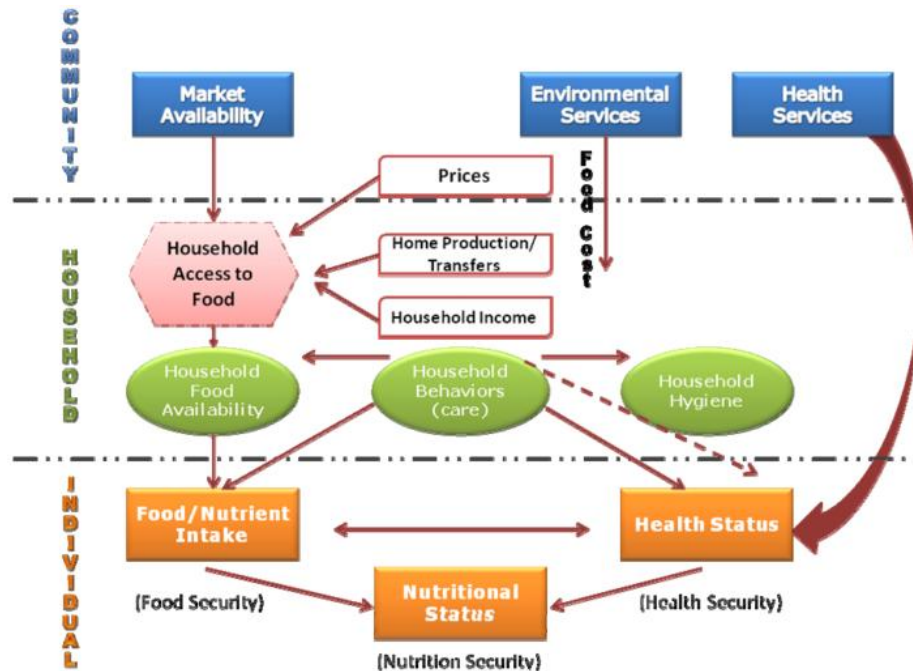 COMMUNITY
Market
Availability
Environmental
Services
Health
Services
Food Cost
Prices
HOUSEHOLD
Household
Access to
Food
Home Production/
Transfers
Household Income
Household
Food
Availability
Household
Behaviors
(care)
Household
Hygiene
INDIVIDUAL
Food/Nutrient
Intake
Health Status
(Food Security)
Nutritional
Status
(Health Security)
(Nutrition Security)